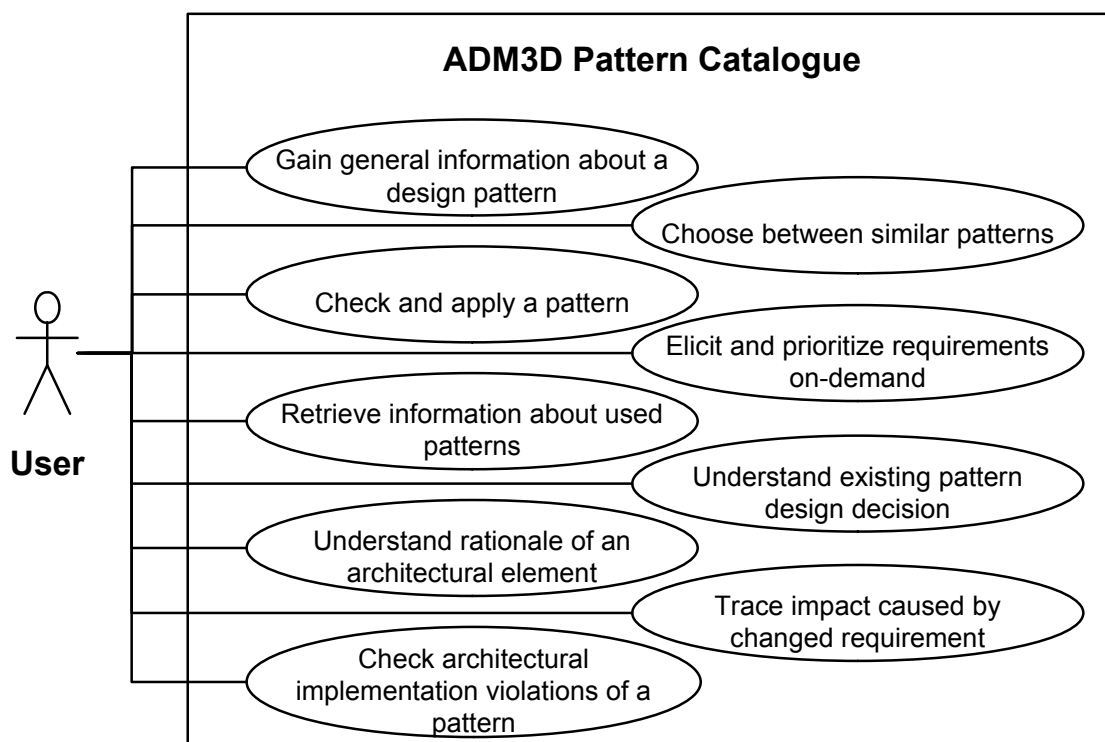 ADM3D Pattern Catalogue
Gain general information about a
design pattern
Choose between similar patterns
Check and apply a pattern
Elicit and prioritize requirements
on-demand
Retrieve information about used
patterns
User
Understand existing pattern
design decision
Understand rationale of an
architectural element
Trace impact caused by
changed requirement
Check architectural
implementation violations of a
pattern